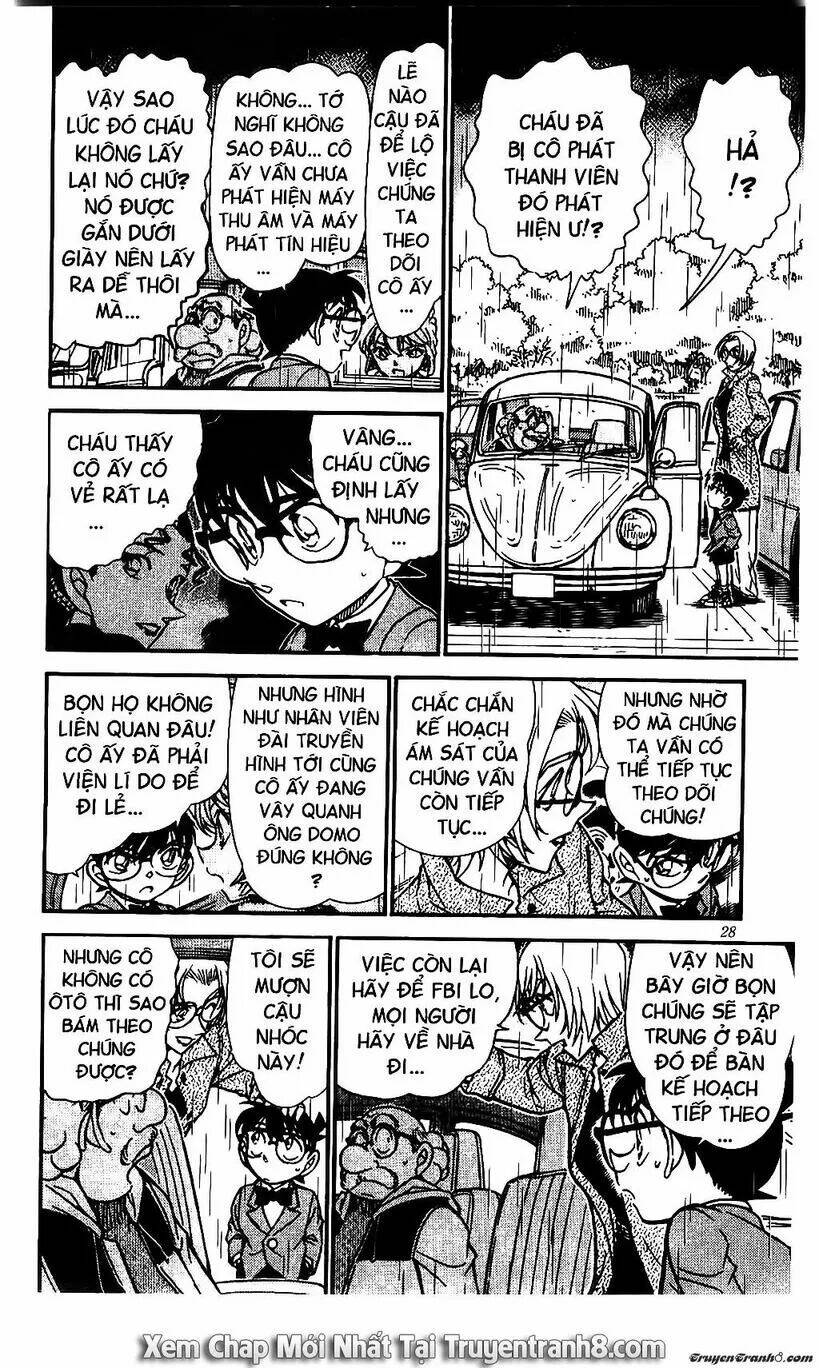 HẢ
!?
CHÁU ĐÃ
BỊ CÔ PHÁT
THANH VIÊN
ĐÓ PHÁT
HIỆN Ư!?
LẼ
NÀO
CẬU ĐÃ
ĐỂ LỘ
VIỆC
CHÚNG
TA
THEO
DÕI
CÔ ẤY
...
KHÔNG... TỚ
NGHĨ KHÔNG
SAO ĐÂU... CÔ
ẤY VẪN CHƯA
PHÁT HIỆN MÁY
THU ÂM VÀ MÁY
PHÁT TÍN HIỆU
...
VẬY SAO
LÚC ĐÓ CHÁU
KHÔNG LẤY
LẠI NÓ CHỨ?
NÓ ĐƯỢC
GẮN DƯỚI
GIÀY NÊN LẤY
RA DỄ THÔI
MÀ...
VÂNG...
CHÁU CŨNG
ĐỊNH LẤY
NHƯNG ...
CHÁU THẤY
CÔ ẤY CÓ
VẺ RẤT LẠ
...
NHƯNG NHỜ
ĐÓ MÀ CHÚNG
TA VẪN CÓ
THỂ TIẾP TỤC
THEO DÕI
CHÚNG!
CHẮC CHẮN
KẾ HOẠCH
ÁM SÁT CỦA
CHÚNG VẪN
CÒN TIẾP
TỤC...
NHƯNG HÌNH
NHƯ NHÂN VIÊN
ĐÀI TRUYỀN
HÌNH TỚI CÙNG
CÔ ẤY ĐANG
VÂY QUANH
ÔNG DOMO
ĐÚNG KHÔNG
?
BỌN HỌ KHÔNG
LIÊN QUAN ĐÂU!
CÔ ẤY ĐÃ PHẢI
VIỆN LÍ DO ĐỂ
ĐI LẺ...
28
VẬY NÊN
BÂY GIỜ BỌN
CHÚNG SẼ TẬP
TRUNG Ở ĐÂU
ĐÓ ĐỂ BÀN
KẾ HOẠCH
TIẾP THEO
...
VIỆC CÒN LẠI
HÃY ĐỂ FBI LO,
MỌI NGƯỜI
HÃY VỀ NHÀ
ĐI...
TÔI SẼ
MƯỢN
CẬU
NHÓC
NÀY!
NHƯNG CÔ
KHÔNG CÓ
ÔTÔ THÌ SAO
BÁM THEO
CHÚNG
ĐƯỢC?
Xem Chap Mới Nhất Tại Truyentranh8.com
TruyenTranh8.com